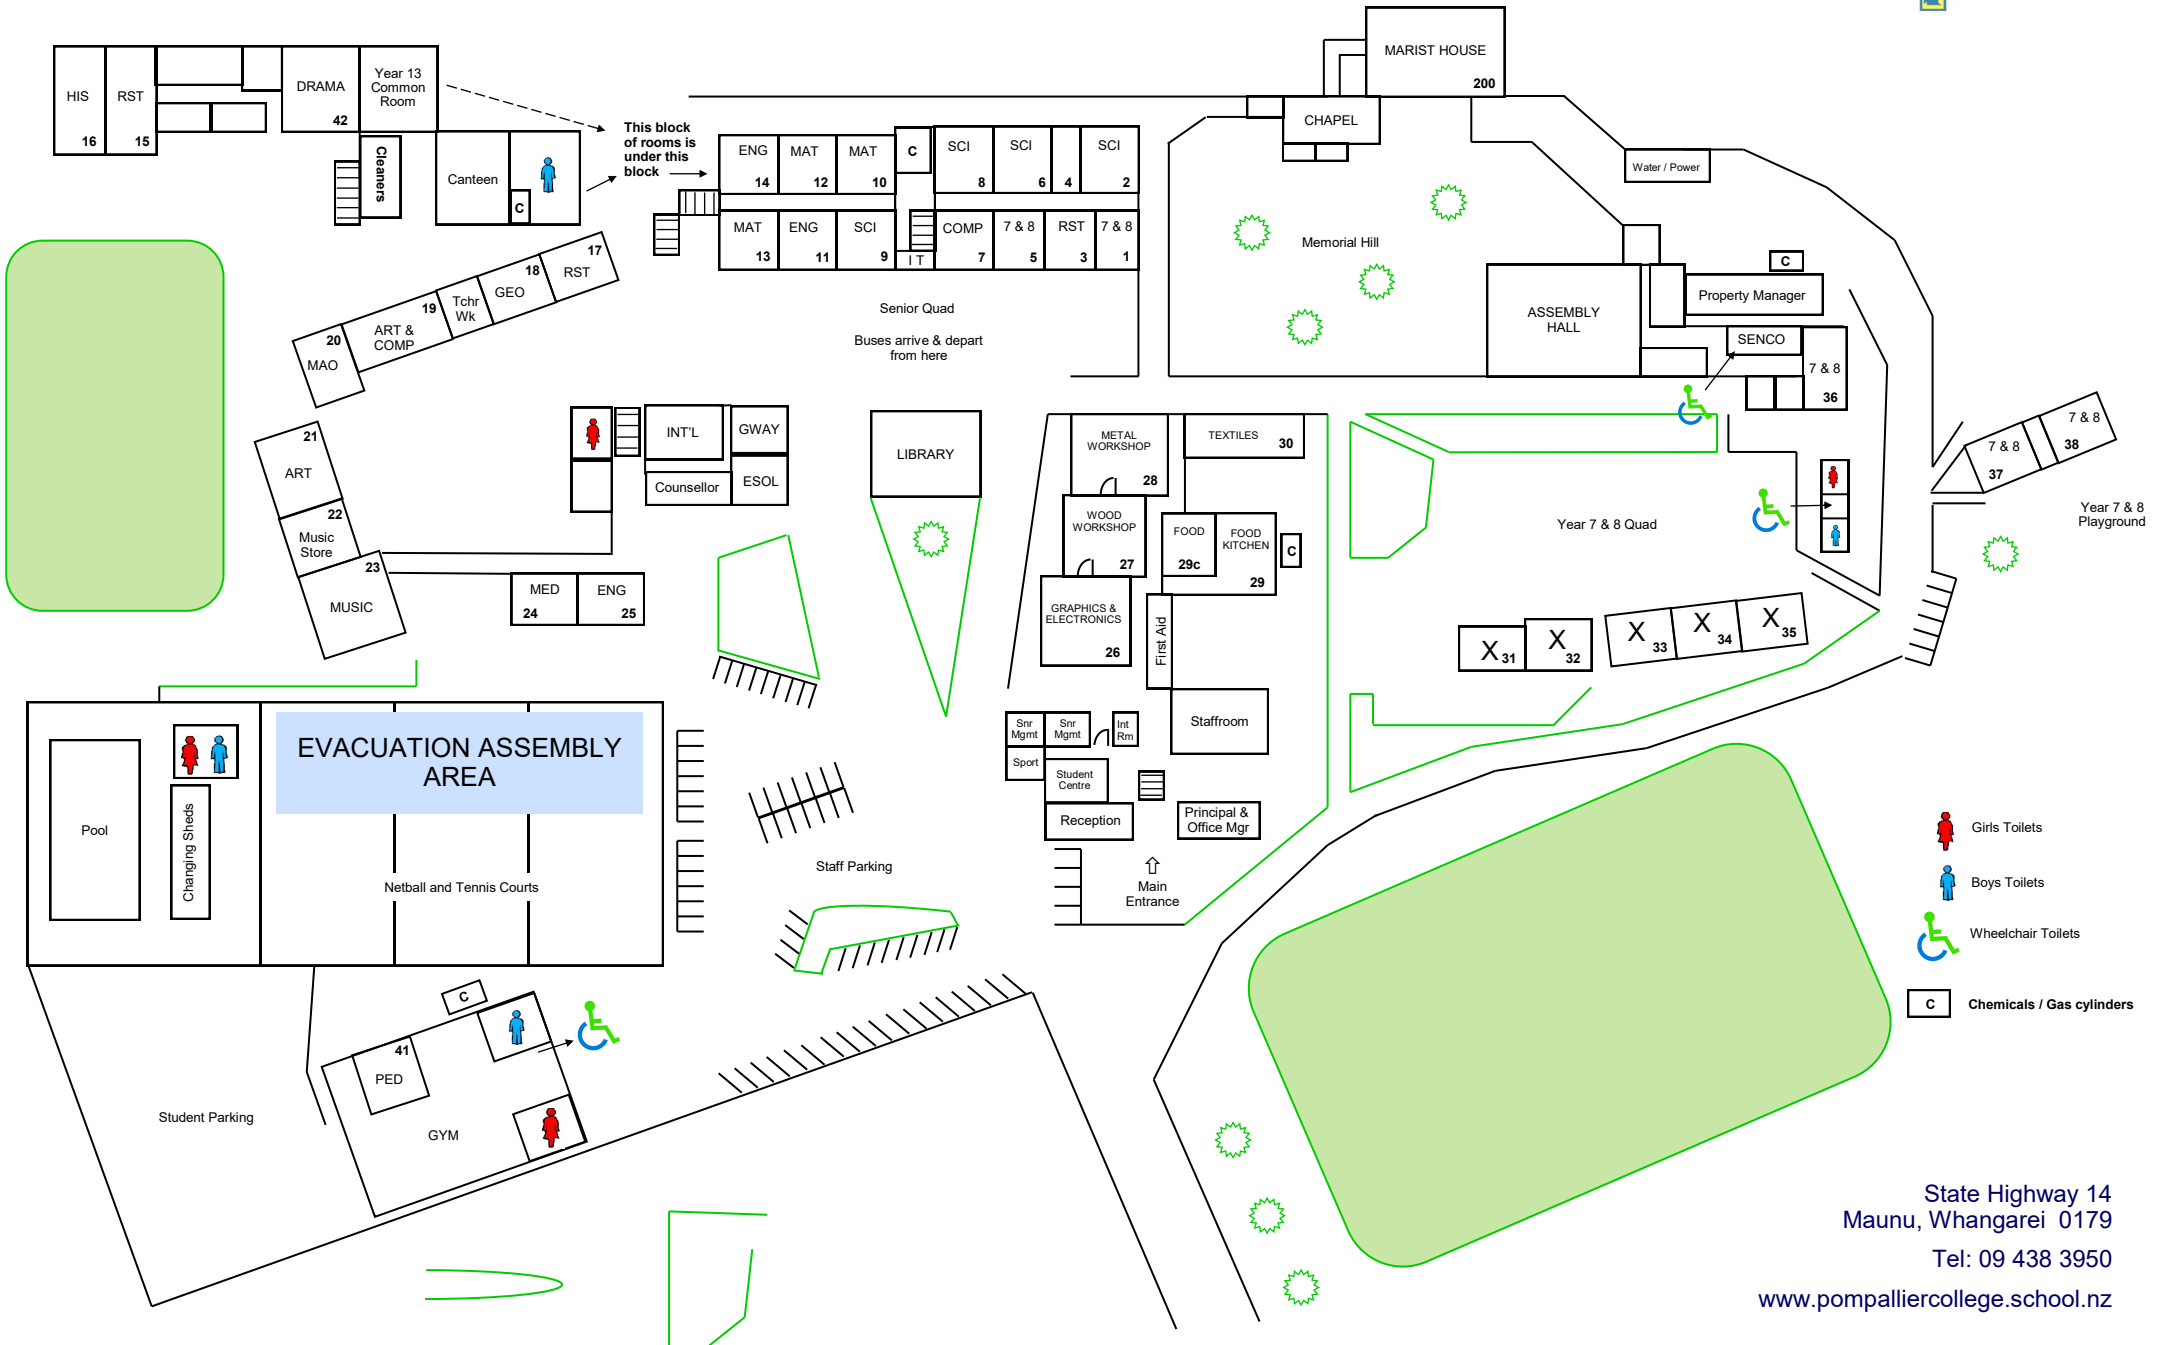 MARIST HOUSE
200
HIS
16
RST
15
DRAMA
42
Year 13
Common
Room
Cleaners
Canteen
C
This block
of rooms is
under this
block
ENG
14
MAT
12
MAT
10
C
SCI
8
SCI
6
4
SCI
2
MAT
13
ENG
11
SCI
9
I T
COMP
7
7 & 8
5
RST
3
7 & 8
1
CHAPEL
Water / Power
Memorial Hill
Senior Quad
Buses arrive & depart
from here
17
RST
18
GEO
Tchr
Wk
19
ART &
COMP
20
MAO
ASSEMBLY
HALL
C
Property Manager
SENCO
7 & 8
36
21
ART
22
Music
Store
23
MUSIC
INT'L
GWAY
Counsellor
ESOL
MED
24
ENG
25
LIBRARY
METAL
WORKSHOP
28
TEXTILES
30
WOOD
WORKSHOP
27
FOOD
29c
FOOD
KITCHEN
29
C
GRAPHICS &
ELECTRONICS
26
First Aid
Year 7 & 8 Quad
7 & 8
37
7 & 8
38
Year 7 & 8
Playground
X 31
X 32
X 33
X 34
X 35
Snr
Mgmt
Snr
Mgmt
Int
Rm
Staffroom
Sport
Student
Centre
Reception
Principal &
Office Mgr
Main
Entrance
EVACUATION ASSEMBLY
AREA
Pool
Changing Sheds
Netball and Tennis Courts
Staff Parking
C
41
PED
GYM
Student Parking
Girls Toilets
Boys Toilets
Wheelchair Toilets
C
Chemicals / Gas cylinders
State Highway 14
Maunu, Whangarei 0179
Tel: 09 438 3950
www.pompalliercollege.school.nz